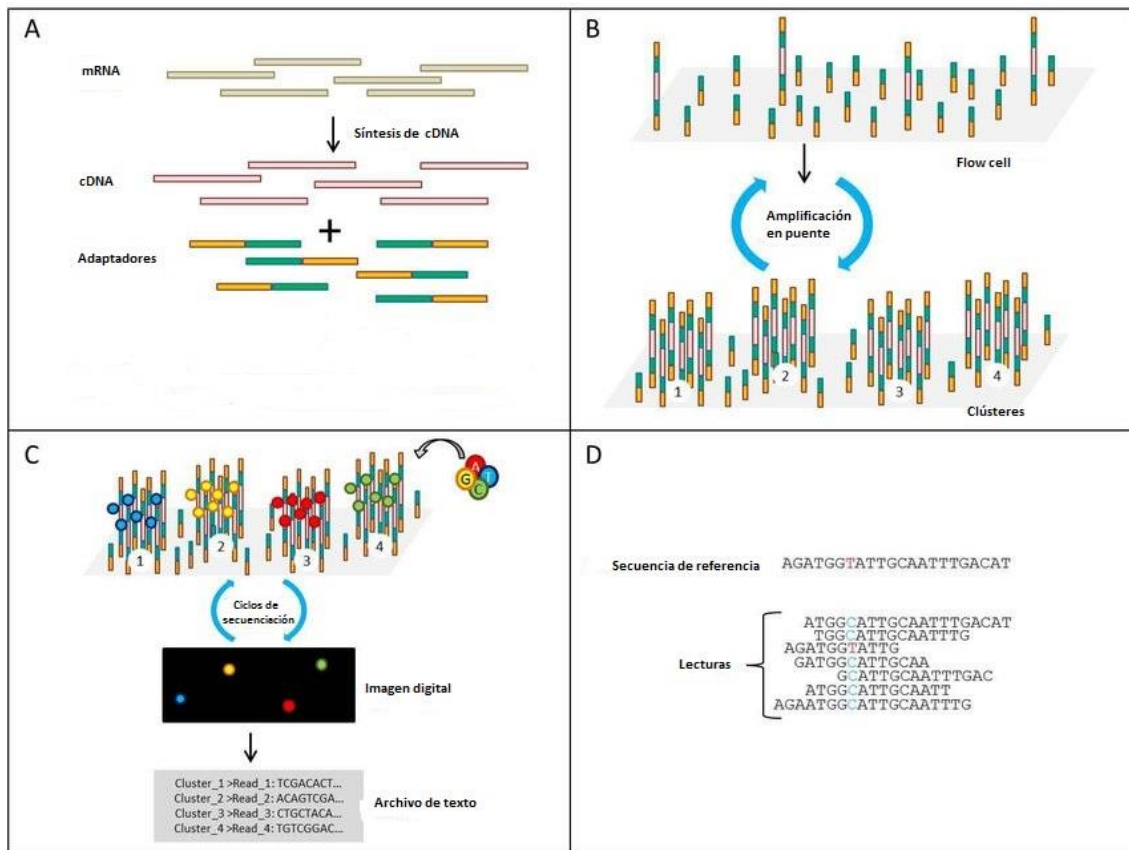 A
mRNA
Síntesis de cDNA
cDNA
Adaptadores
B
Flow cell
Amplificación
en puente
1
2
3
4
Clústeres
C
A
G
T
C
1
2
3
4
Ciclos de
secuenciación
Imagen digital
Cluster_1 >Read_1: TCGACACT...
Cluster_2 >Read_2: ACAGTCGA...
Cluster_3 >Read_3: CTGCTACA...
Cluster_4 >Read_4: TGTCGGAC...
Archivo de texto
D
Secuencia de referencia
AGATGGTATTGCAATTTGACAT
Lecturas
ATGGCATTGCAATTTGACAT
TGGCATTGCAATTTG
AGATGGTATTG
GATGGCATTGCAA
GCATTGCAATTTGAC
ATGGCATTGCAATT
AGAATGGCATTGCAATTTG